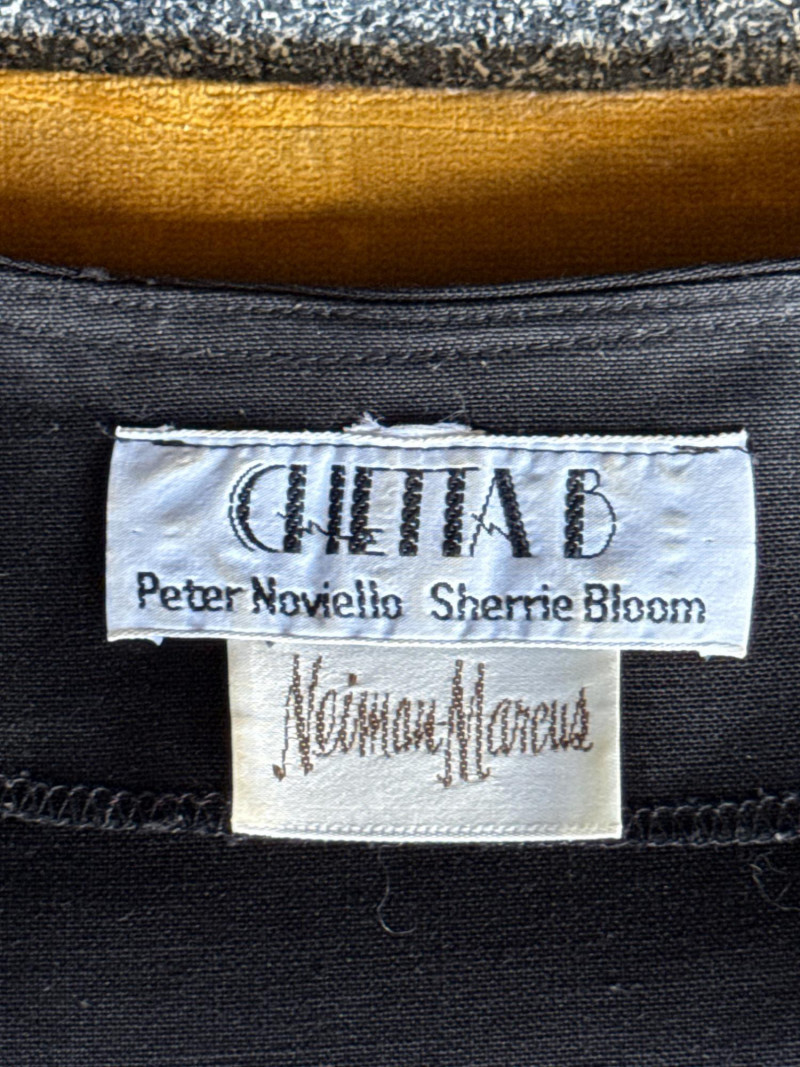 CHETTA B
Peter Noviello Sherrie Bloom
Neiman-Marcus